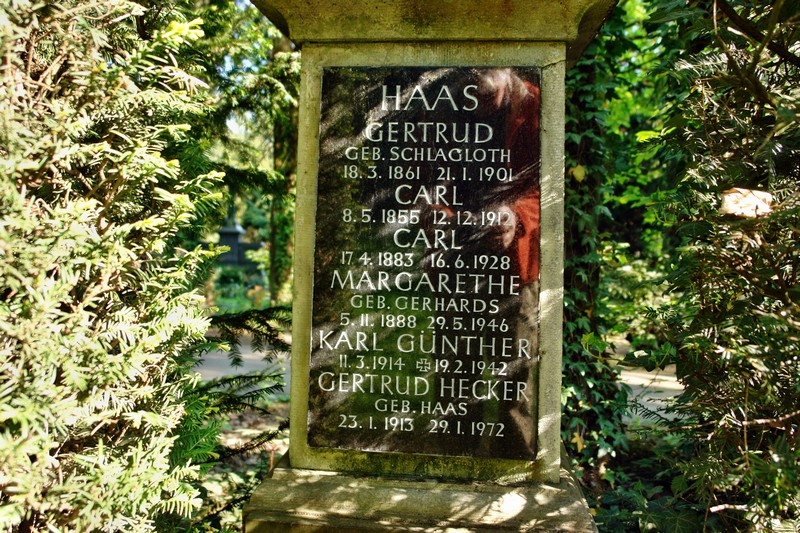 HAAS
GERTRUD
GEB. SCHLAGLOTH
18. 3. 1861 21. 1. 1901
CARL
8. 5. 1855 12. 12. 1912
CARL
17. 4. 1883 16. 6. 1928
MARGARETHE
GEB. GERHARDS
5. 11. 1888 29. 5. 1946
KARL GÜNTHER
11. 3. 1914 ✠ 19. 2. 1942
GERTRUD HECKER
GEB. HAAS
23. 1. 1913 29. 1. 1972